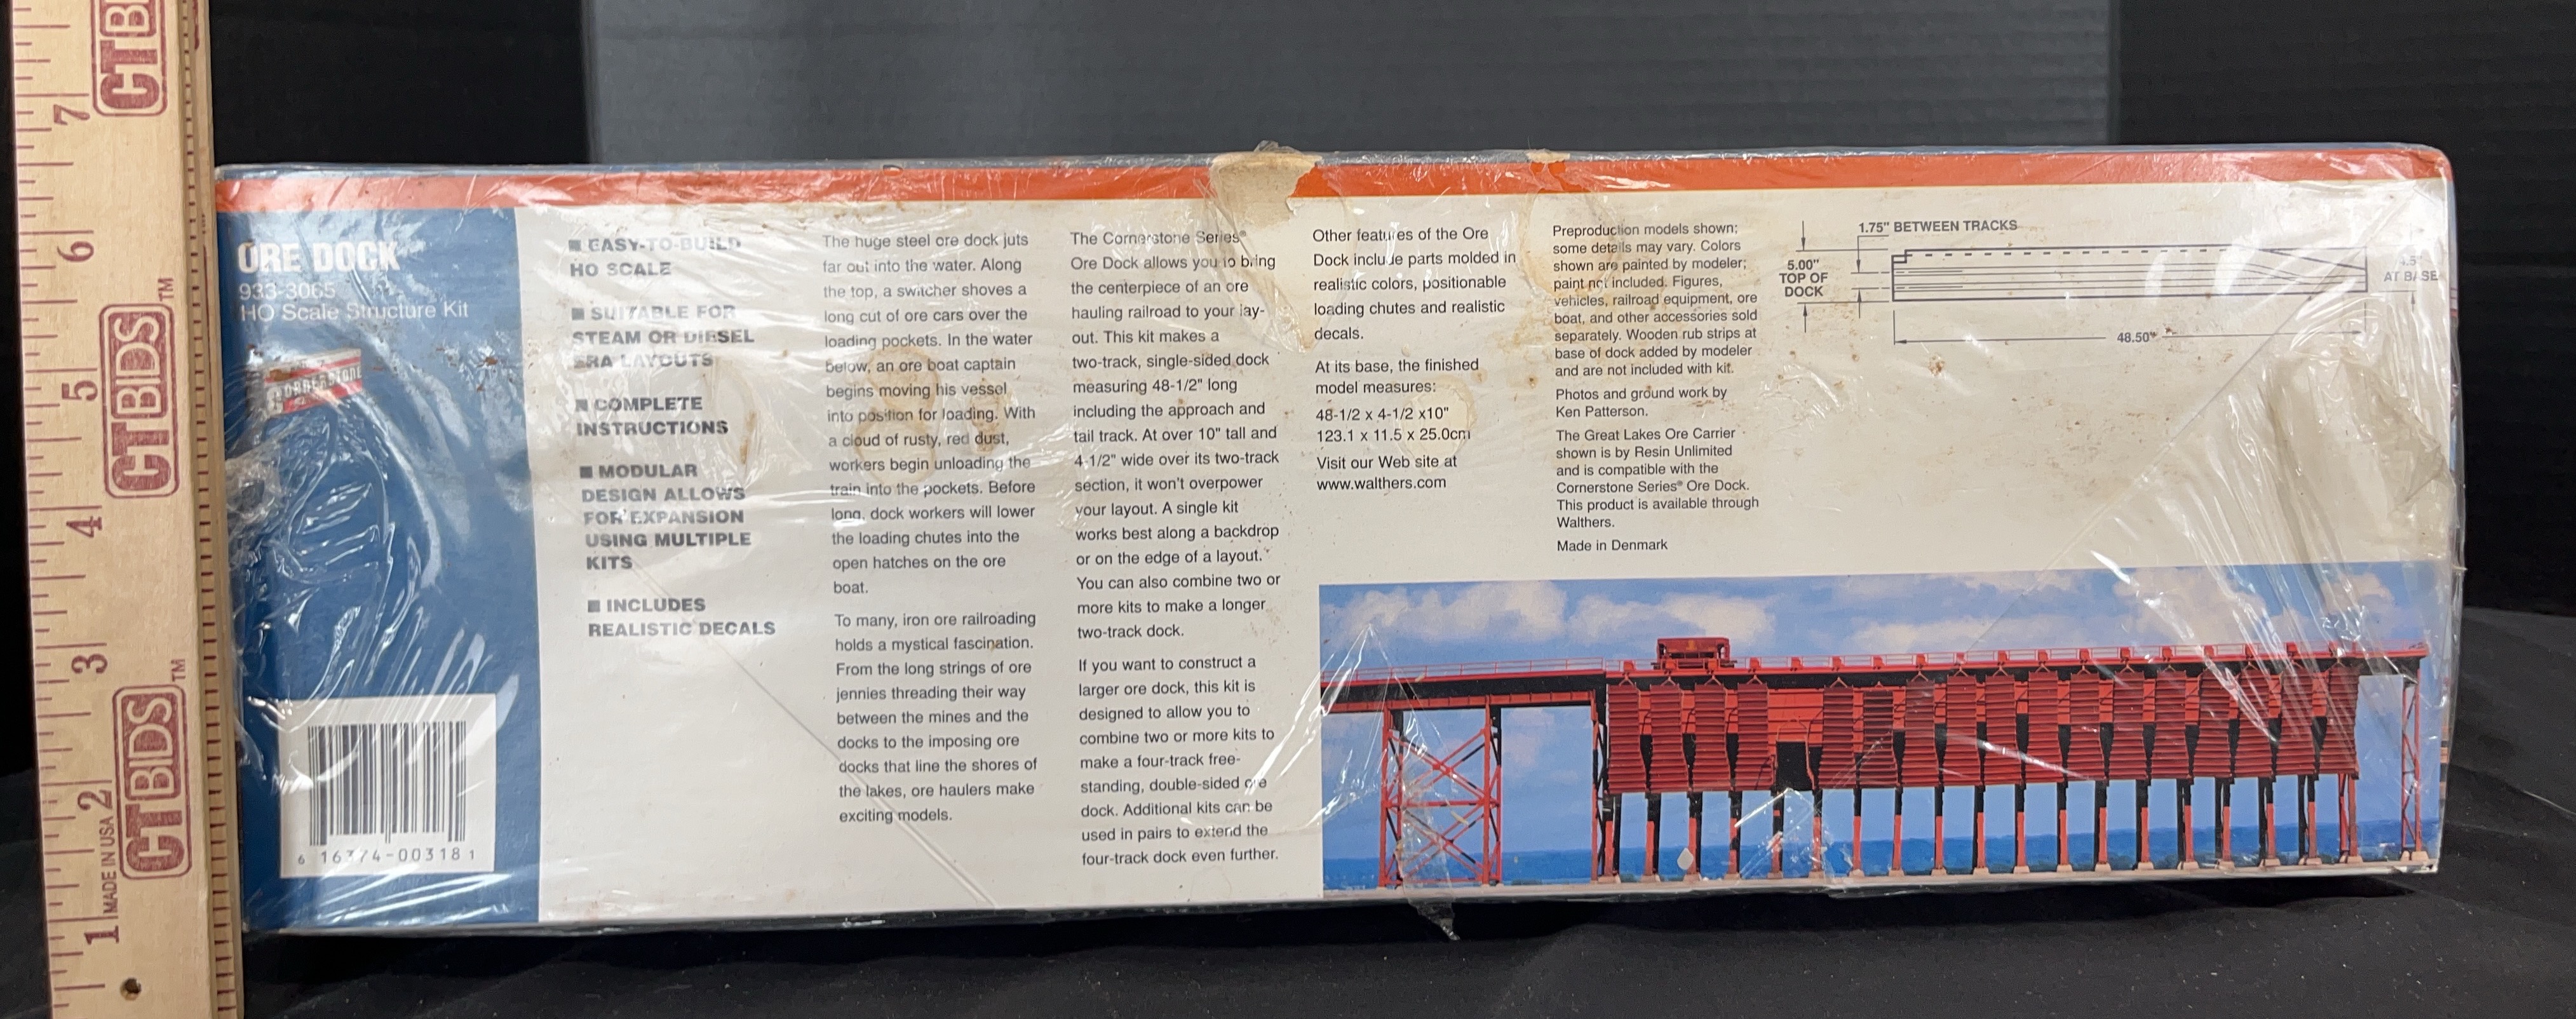 CTBIDS
7
6
CTBIDS™
5
4
3
CTBIDS™
2
MADE IN USA
1
ORE DOCK
933-3065
HO Scale Structure Kit
CORNERSTONE
6 16374-00318 1
■ EASY-TO-BUILD
HO SCALE
■ SUITABLE FOR
STEAM OR DIESEL
ERA LAYOUTS
■ COMPLETE
INSTRUCTIONS
■ MODULAR
DESIGN ALLOWS
FOR EXPANSION
USING MULTIPLE
KITS
■ INCLUDES
REALISTIC DECALS
The huge steel ore dock juts
far out into the water. Along
the top, a switcher shoves a
long cut of ore cars over the
loading pockets. In the water
below, an ore boat captain
begins moving his vessel
into position for loading. With
a cloud of rusty, red dust,
workers begin unloading the
train into the pockets. Before
long, dock workers will lower
the loading chutes into the
open hatches on the ore
boat.
To many, iron ore railroading
holds a mystical fascination.
From the long strings of ore
jennies threading their way
between the mines and the
docks to the imposing ore
docks that line the shores of
the lakes, ore haulers make
exciting models.
The Cornerstone Series®
Ore Dock allows you to bring
the centerpiece of an ore
hauling railroad to your lay-
out. This kit makes a
two-track, single-sided dock
measuring 48-1/2" long
including the approach and
tail track. At over 10" tall and
4-1/2" wide over its two-track
section, it won't overpower
your layout. A single kit
works best along a backdrop
or on the edge of a layout.
You can also combine two or
more kits to make a longer
two-track dock.
If you want to construct a
larger ore dock, this kit is
designed to allow you to
combine two or more kits to
make a four-track free-
standing, double-sided ore
dock. Additional kits can be
used in pairs to extend the
four-track dock even further.
Other features of the Ore
Dock include parts molded in
realistic colors, positionable
loading chutes and realistic
decals.
At its base, the finished
model measures:
48-1/2 x 4-1/2 x10"
123.1 x 11.5 x 25.0cm
Visit our Web site at
www.walthers.com
Preproduction models shown;
some details may vary. Colors
shown are painted by modeler;
paint not included. Figures,
vehicles, railroad equipment, ore
boat, and other accessories sold
separately. Wooden rub strips at
base of dock added by modeler
and are not included with kit.
Photos and ground work by
Ken Patterson.
The Great Lakes Ore Carrier
shown is by Resin Unlimited
and is compatible with the
Cornerstone Series® Ore Dock.
This product is available through
Walthers.
Made in Denmark
1.75" BETWEEN TRACKS
5.00"
TOP OF
DOCK
4.5"
AT BASE
48.50"